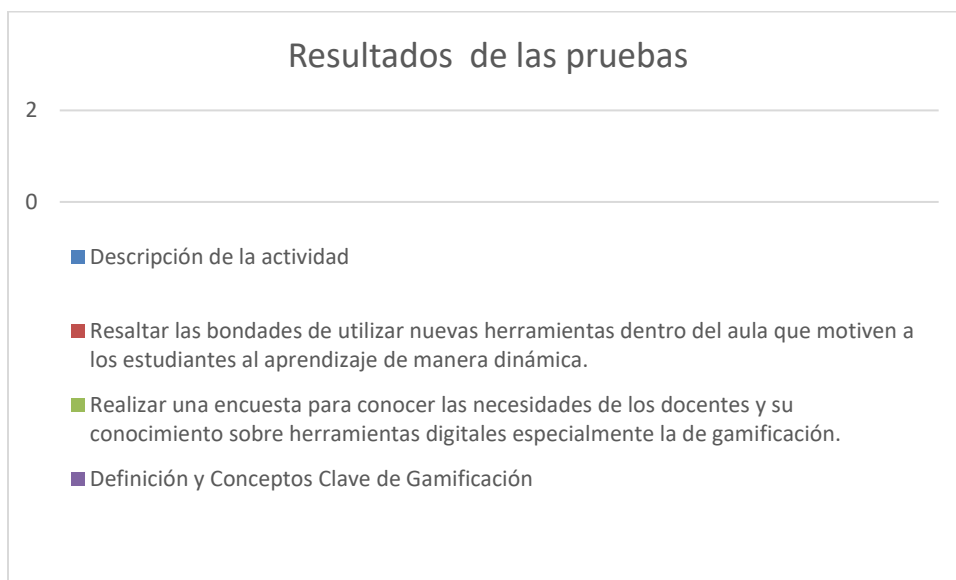 Resultados  de las pruebas
2
0
Descripción de la actividad
Resaltar las bondades de utilizar nuevas herramientas dentro del aula que motiven a
los estudiantes al aprendizaje de manera dinámica.
Realizar una encuesta para conocer las necesidades de los docentes y su
conocimiento sobre herramientas digitales especialmente la de gamificación.
Definición y Conceptos Clave de Gamificación